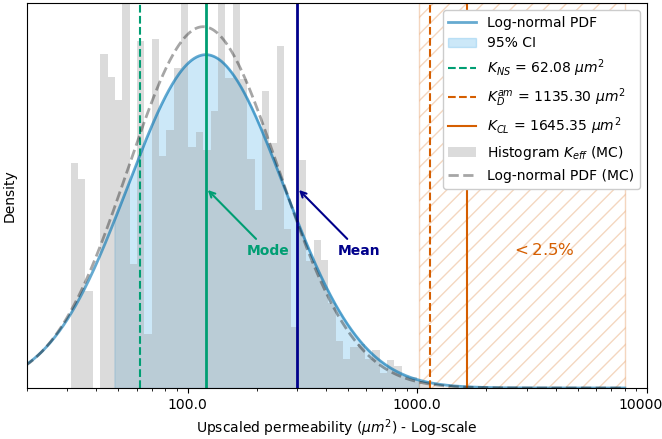 Log-normal PDF
95% CI
K_NS = 62.08 μm²
K_D^am = 1135.30 μm²
K_CL = 1645.35 μm²
Histogram K_eff (MC)
Log-normal PDF (MC)
Density
Mode
Mean
< 2.5%
100.0
1000.0
10000
Upscaled permeability (μm²) - Log-scale